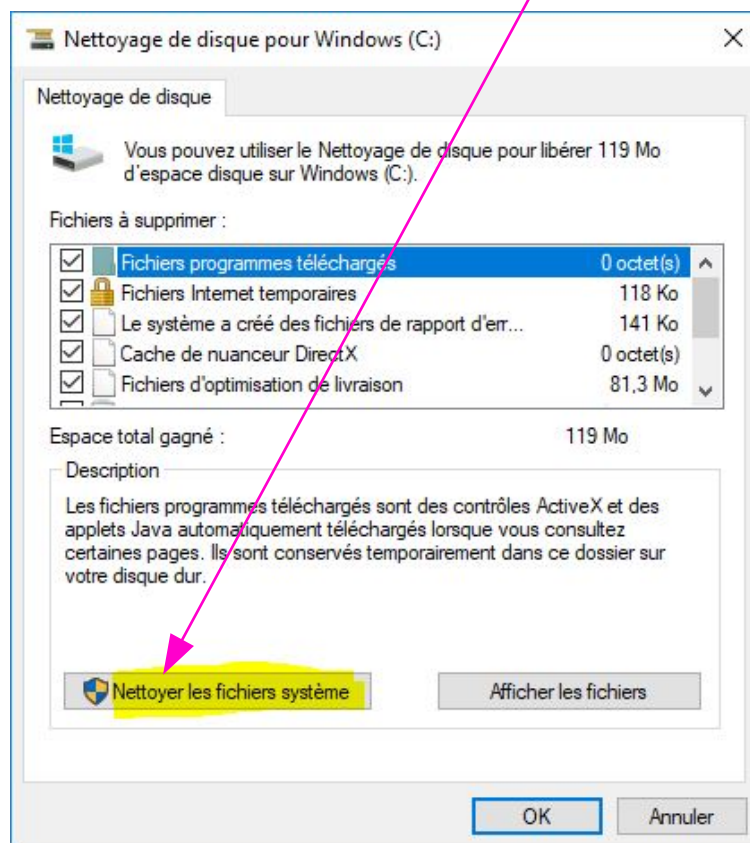 Nettoyage de disque pour Windows (C:)
Nettoyage de disque
Vous pouvez utiliser le Nettoyage de disque pour libérer 119 Mo
d'espace disque sur Windows (C:).
Fichiers à supprimer :
Fichiers programmes téléchargés 0 octet(s)
Fichiers Internet temporaires 118 Ko
Le système a créé des fichiers de rapport d'err... 141 Ko
Cache de nuanceur DirectX 0 octet(s)
Fichiers d'optimisation de livraison 81,3 Mo
Espace total gagné : 119 Mo
Description
Les fichiers programmes téléchargés sont des contrôles ActiveX et des
applets Java automatiquement téléchargés lorsque vous consultez
certaines pages. Ils sont conservés temporairement dans ce dossier sur
votre disque dur.
Nettoyer les fichiers système Afficher les fichiers
OK Annuler